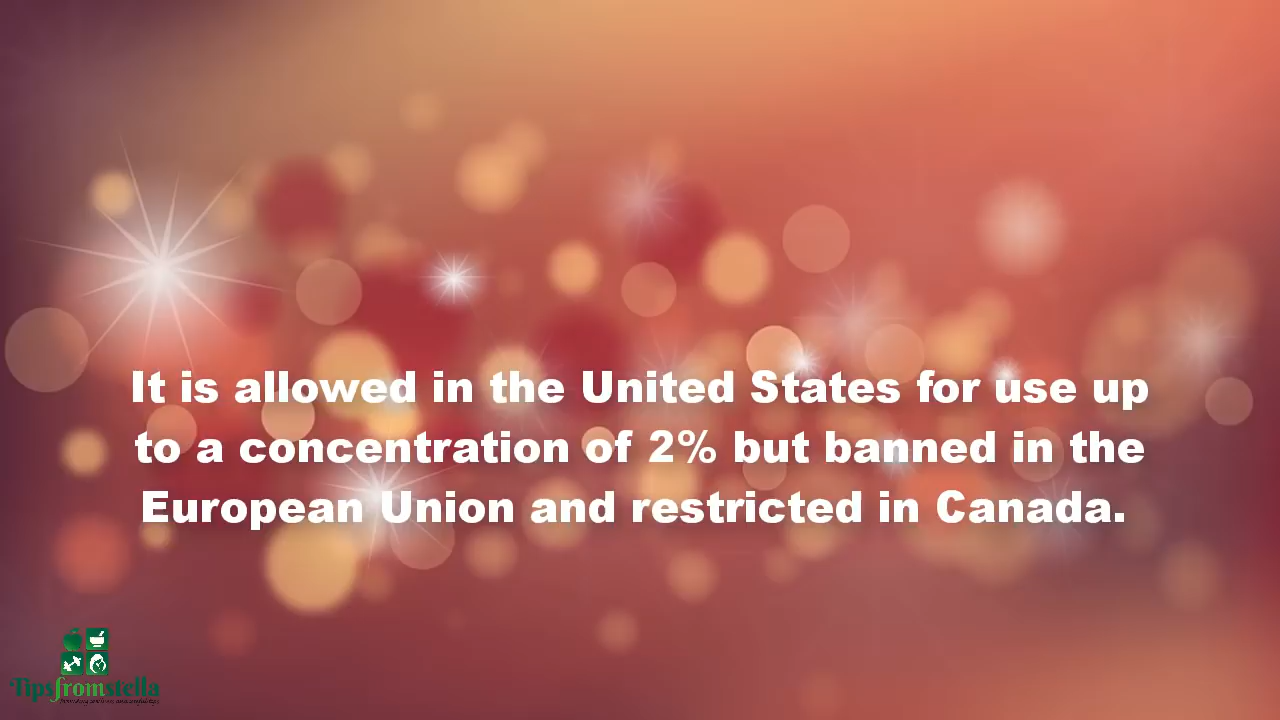 It is allowed in the United States for use up
to a concentration of 2% but banned in the
European Union and restricted in Canada.
Tipsfromstella